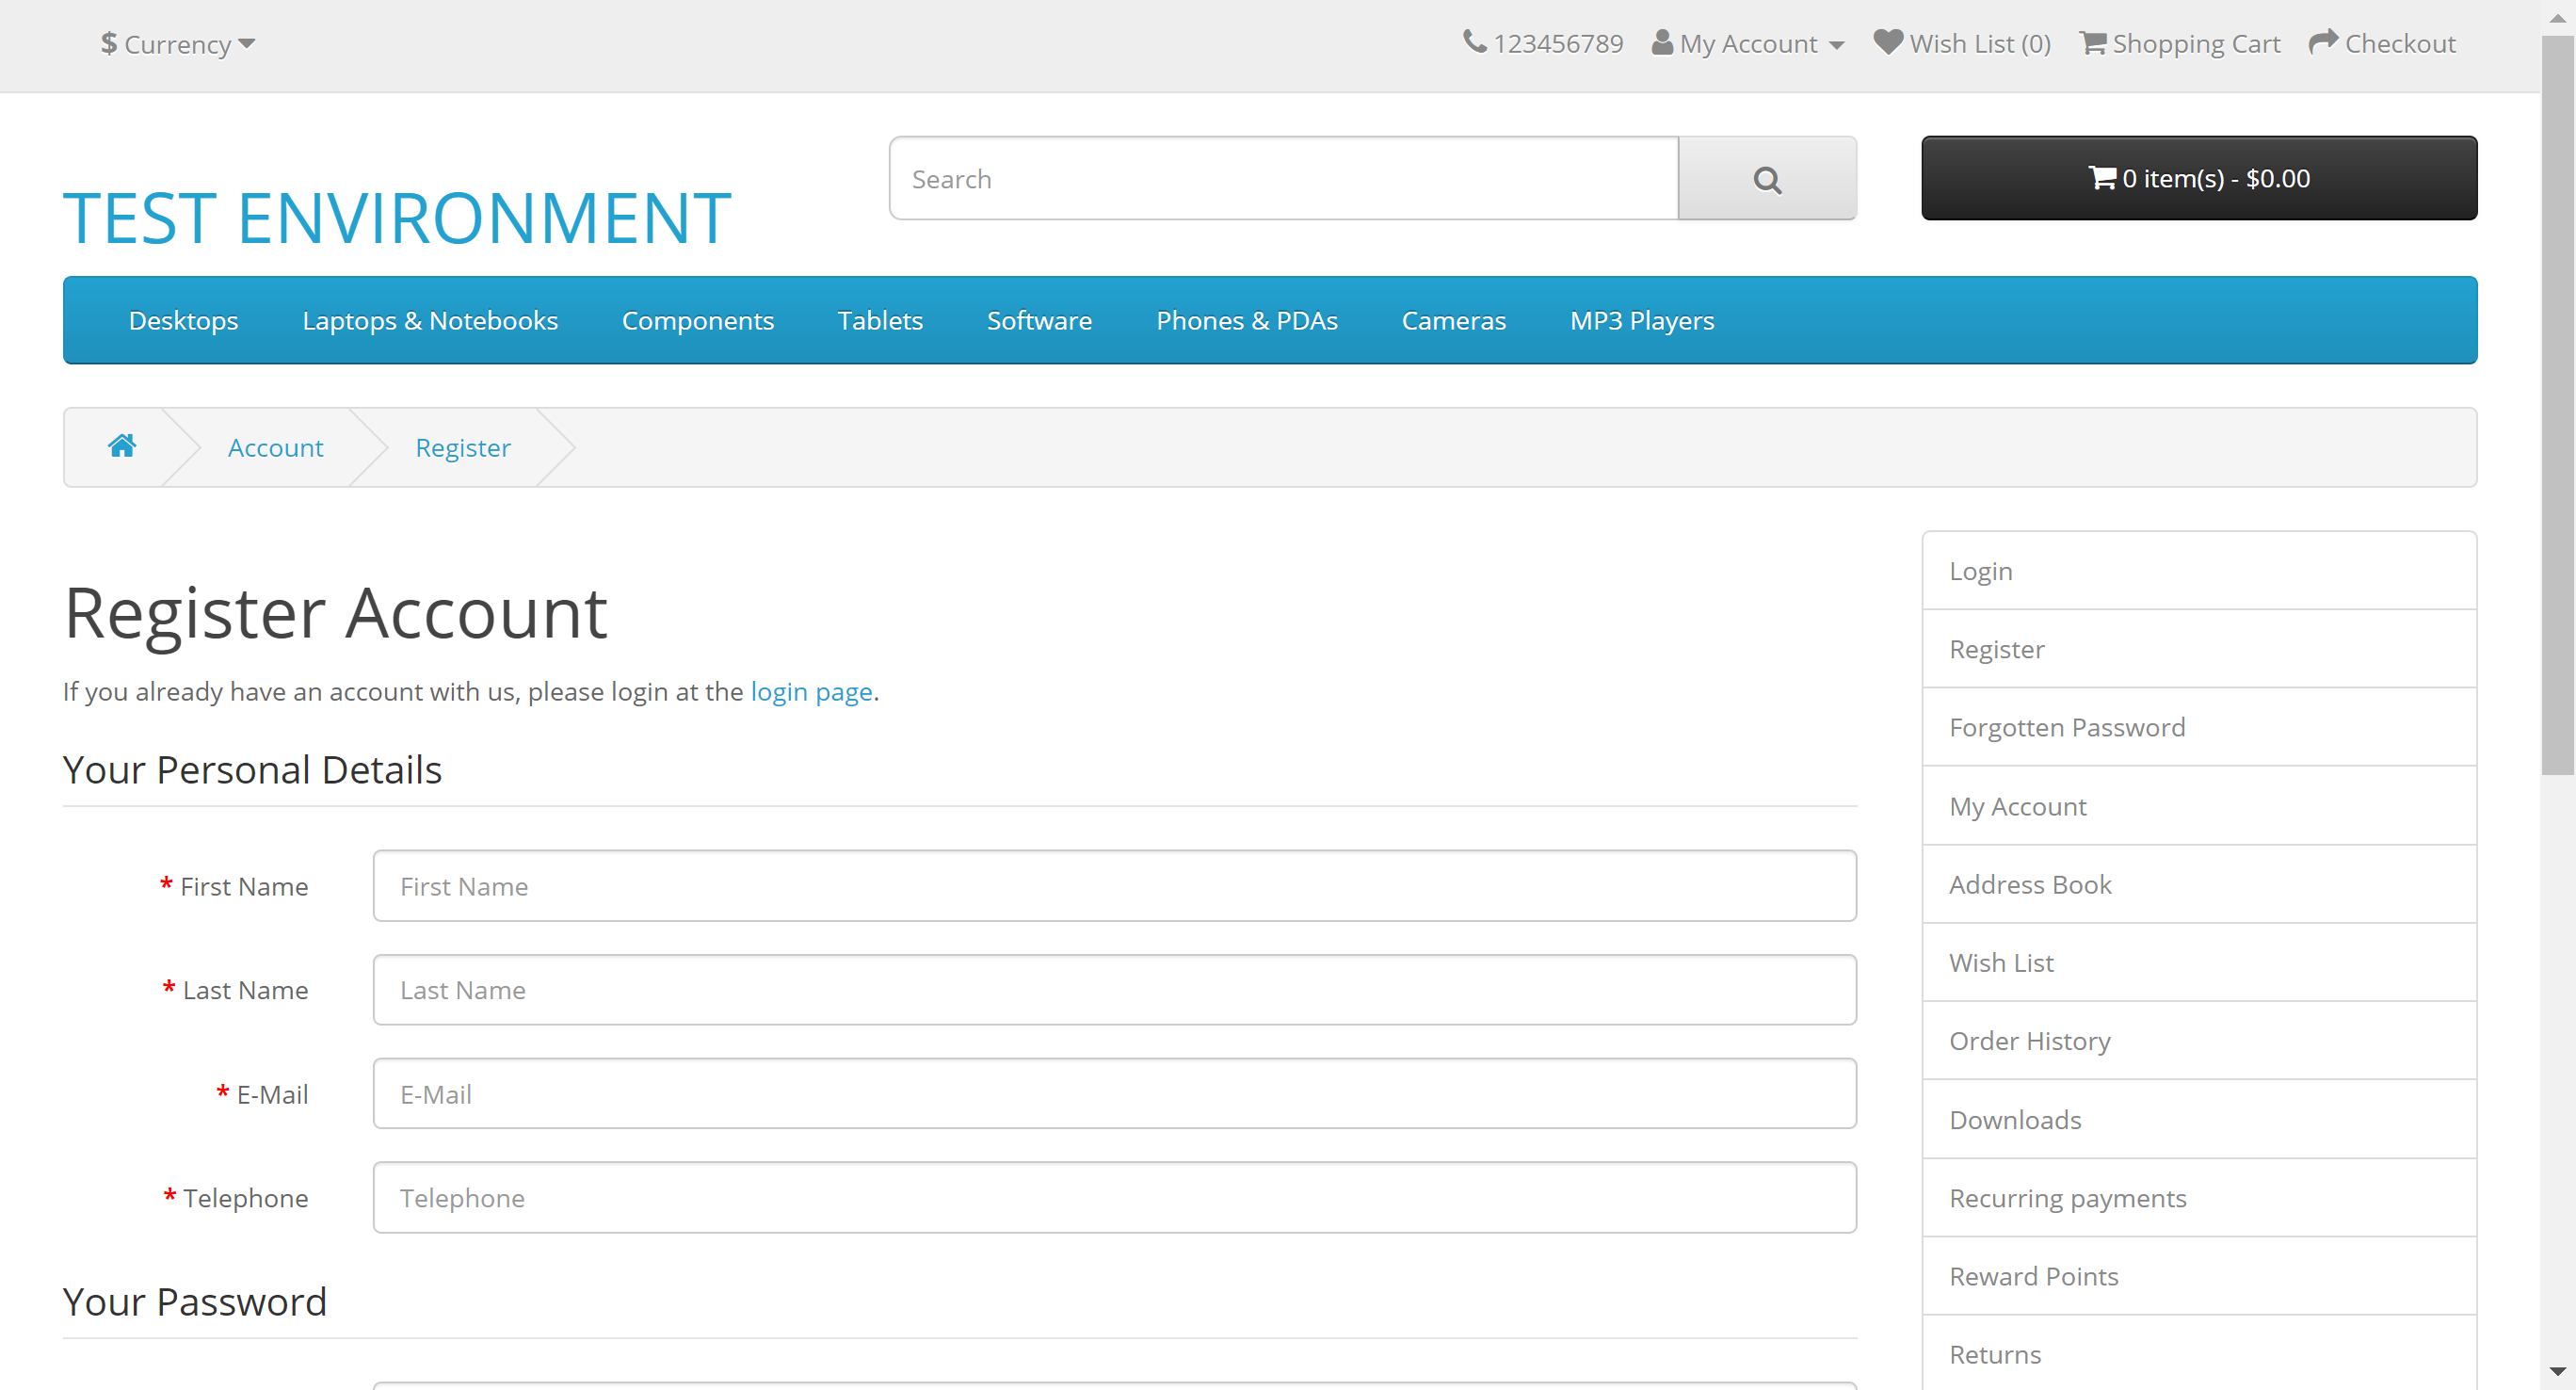 $ Currency
123456789 My Account Wish List (0) Shopping Cart Checkout
TEST ENVIRONMENT
Search
0 item(s) - $0.00
Desktops Laptops & Notebooks Components Tablets Software Phones & PDAs Cameras MP3 Players
Account Register
Register Account
If you already have an account with us, please login at the login page.
Your Personal Details
* First Name First Name
* Last Name Last Name
* E-Mail E-Mail
* Telephone Telephone
Your Password
Login
Register
Forgotten Password
My Account
Address Book
Wish List
Order History
Downloads
Recurring payments
Reward Points
Returns